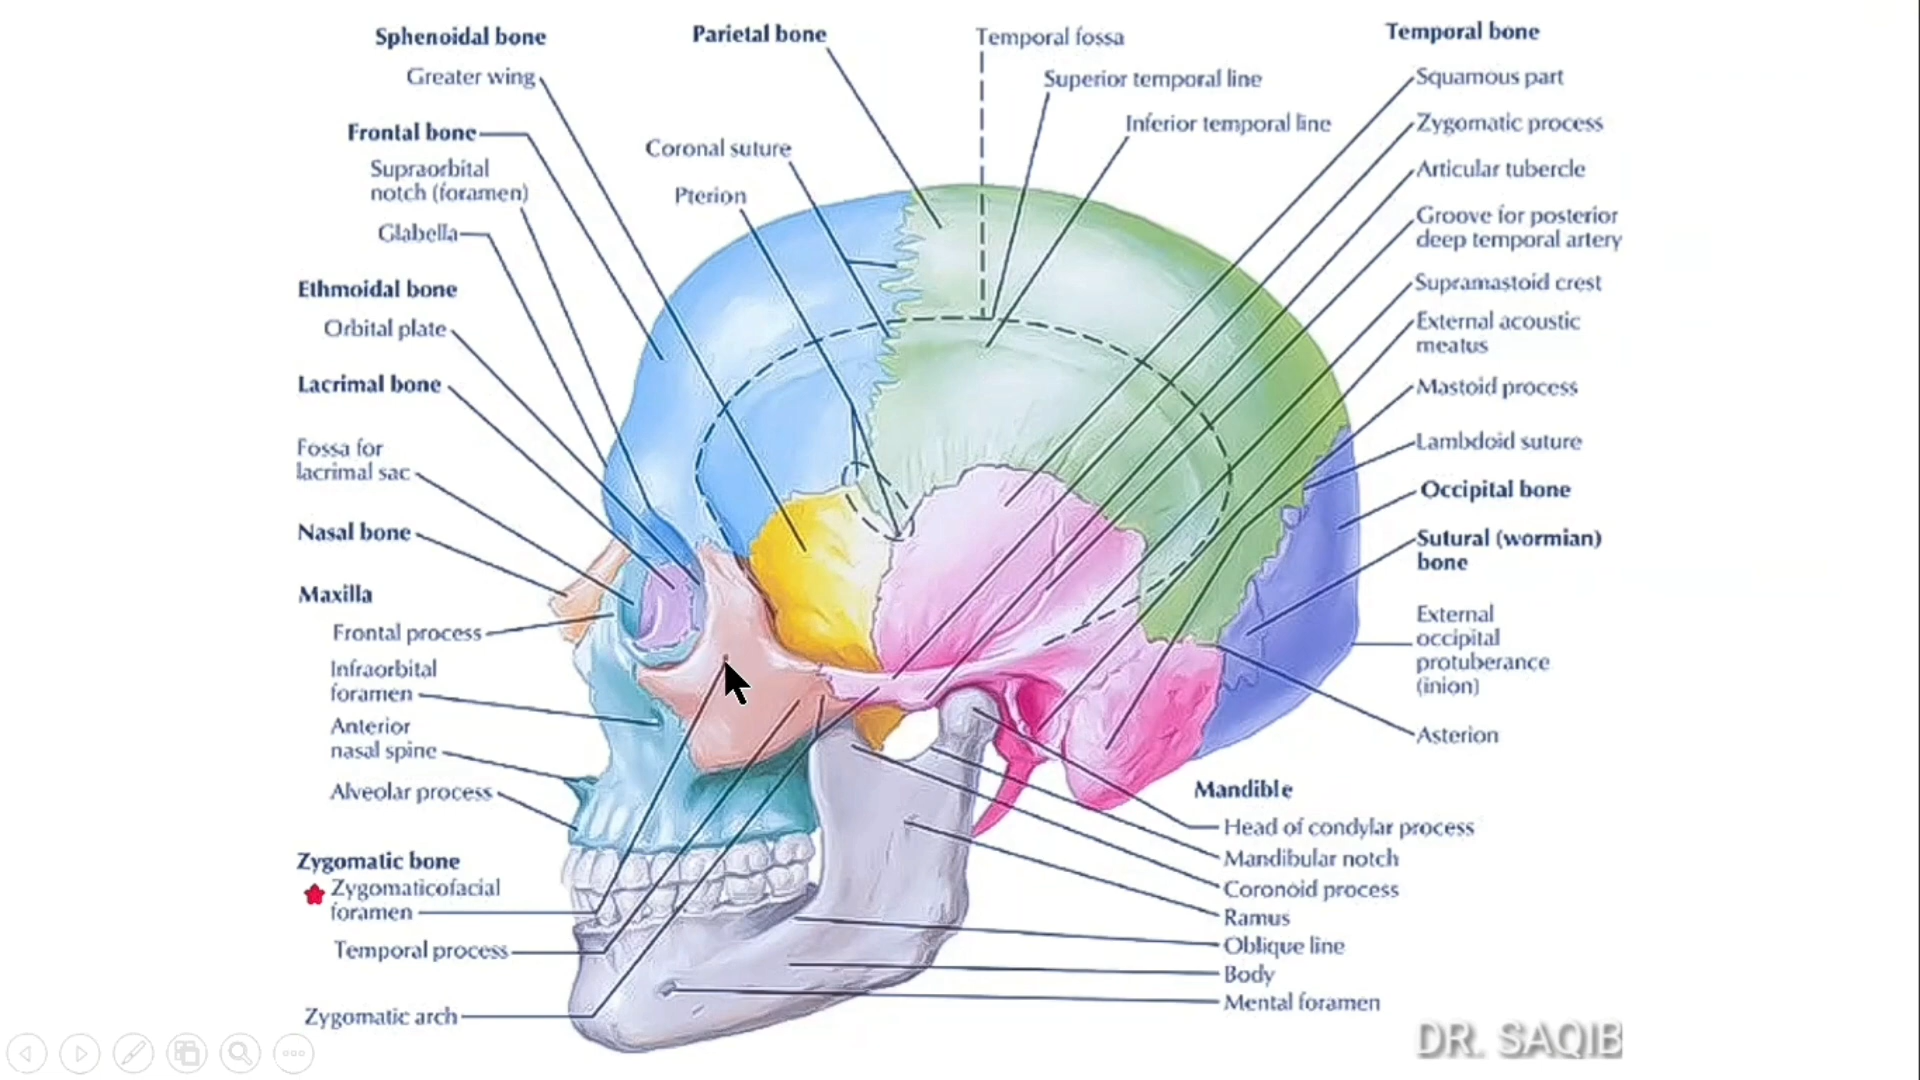 Sphenoidal bone
Greater wing
Frontal bone
Supraorbital
notch (foramen)
Glabella
Ethmoidal bone
Orbital plate
Lacrimal bone
Fossa for
lacrimal sac
Nasal bone
Maxilla
Frontal process
Infraorbital
foramen
Anterior
nasal spine
Alveolar process
Zygomatic bone
Zygomaticofacial
foramen
Temporal process
Zygomatic arch
Parietal bone
Coronal suture
Pterion
Temporal fossa
Superior temporal line
Inferior temporal line
Temporal bone
Squamous part
Zygomatic process
Articular tubercle
Groove for posterior
deep temporal artery
Supramastoid crest
External acoustic
meatus
Mastoid process
Lambdoid suture
Occipital bone
Sutural (wormian)
bone
External
occipital
protuberance
(inion)
Asterion
Mandible
Head of condylar process
Mandibular notch
Coronoid process
Ramus
Oblique line
Body
Mental foramen
DR. SAQIB